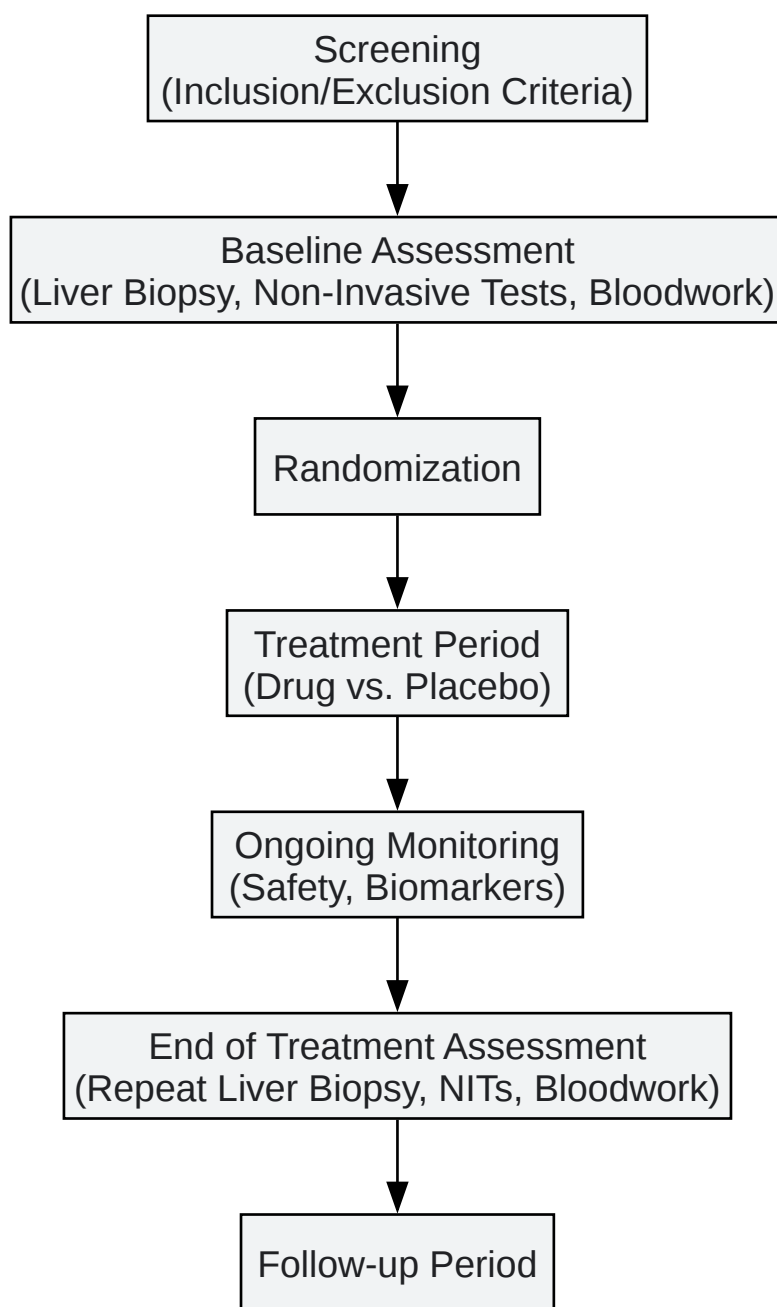 Screening
(Inclusion/Exclusion Criteria)
Baseline Assessment
(Liver Biopsy, Non-Invasive Tests, Bloodwork)
Randomization
Treatment Period
(Drug vs. Placebo)
Ongoing Monitoring
(Safety, Biomarkers)
End of Treatment Assessment
(Repeat Liver Biopsy, NITs, Bloodwork)
Follow-up Period